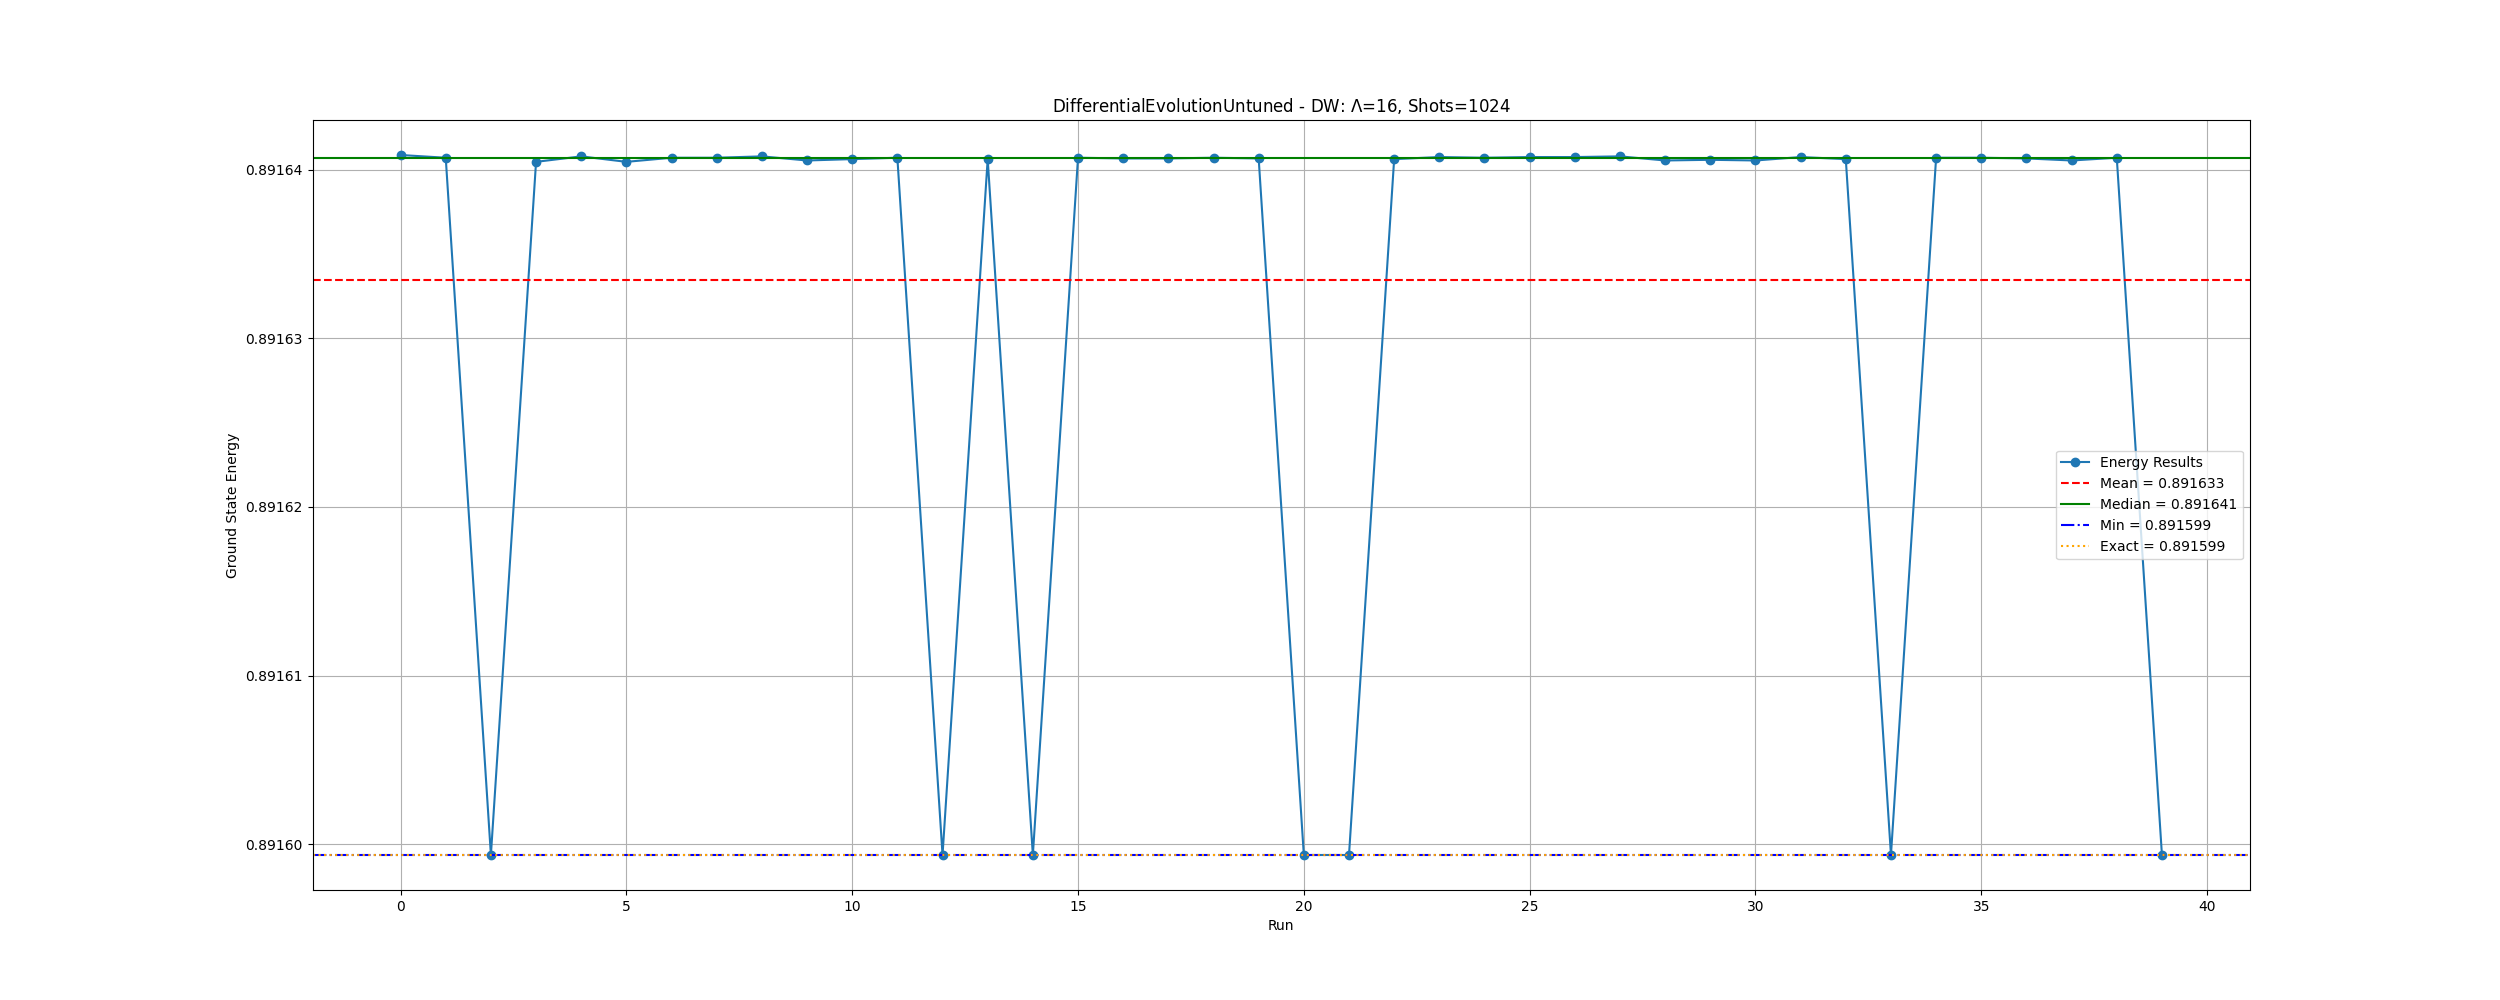 DifferentialEvolutionUntuned - DW: Λ=16, Shots=1024
Ground State Energy
0.89164
0.89163
0.89162
0.89161
0.89160
Energy Results
Mean = 0.891633
Median = 0.891641
Min = 0.891599
Exact = 0.891599
0 5 10 15 20 25 30 35 40
Run